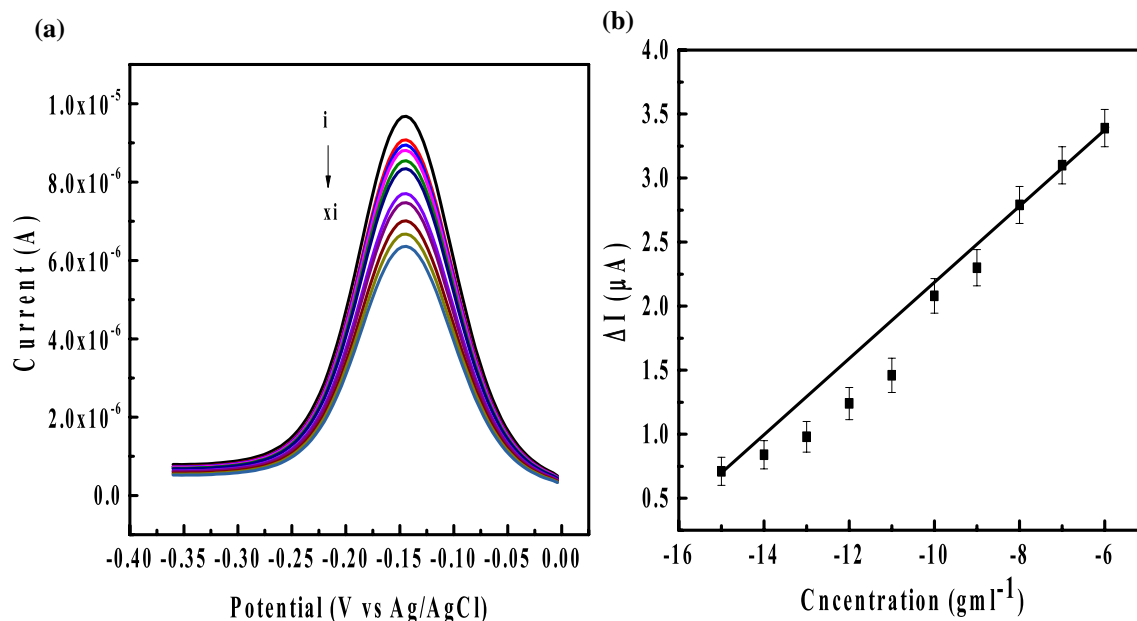 (a)
1.0x10⁻⁵
8.0x10⁻⁶
6.0x10⁻⁶
4.0x10⁻⁶
2.0x10⁻⁶
0.0
Current (A)
i
xi
-0.40 -0.35 -0.30 -0.25 -0.20 -0.15 -0.10 -0.05 0.00
Potential (V vs Ag/AgCl)
(b)
4.0
3.5
3.0
2.5
2.0
1.5
1.0
0.5
Δ I (μ A)
-16 -14 -12 -10 -8 -6
Cncentration (gml⁻¹)